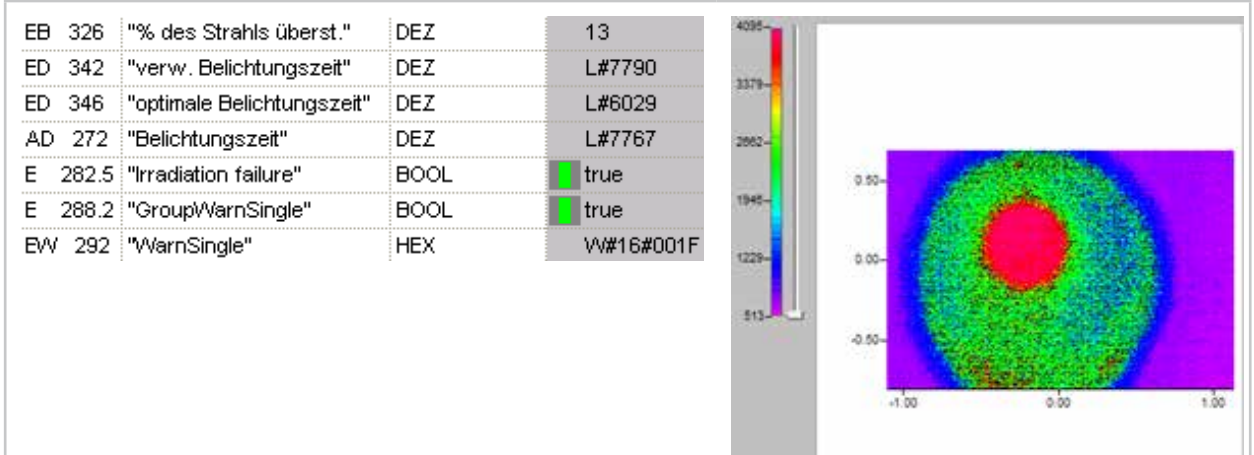 EB 326 "% des Strahls überst." DEZ 13
ED 342 "verw. Belichtungszeit" DEZ L#7790
ED 346 "optimale Belichtungszeit" DEZ L#6029
AD 272 "Belichtungszeit" DEZ L#7767
E 282.5 "Irradiation failure" BOOL true
E 288.2 "GroupWarnSingle" BOOL true
EW 292 "WarnSingle" HEX W#16#001F
4095
3379
2662
1945
1229
513
0.50
0.00
-0.50
-1.00 0.00 1.00